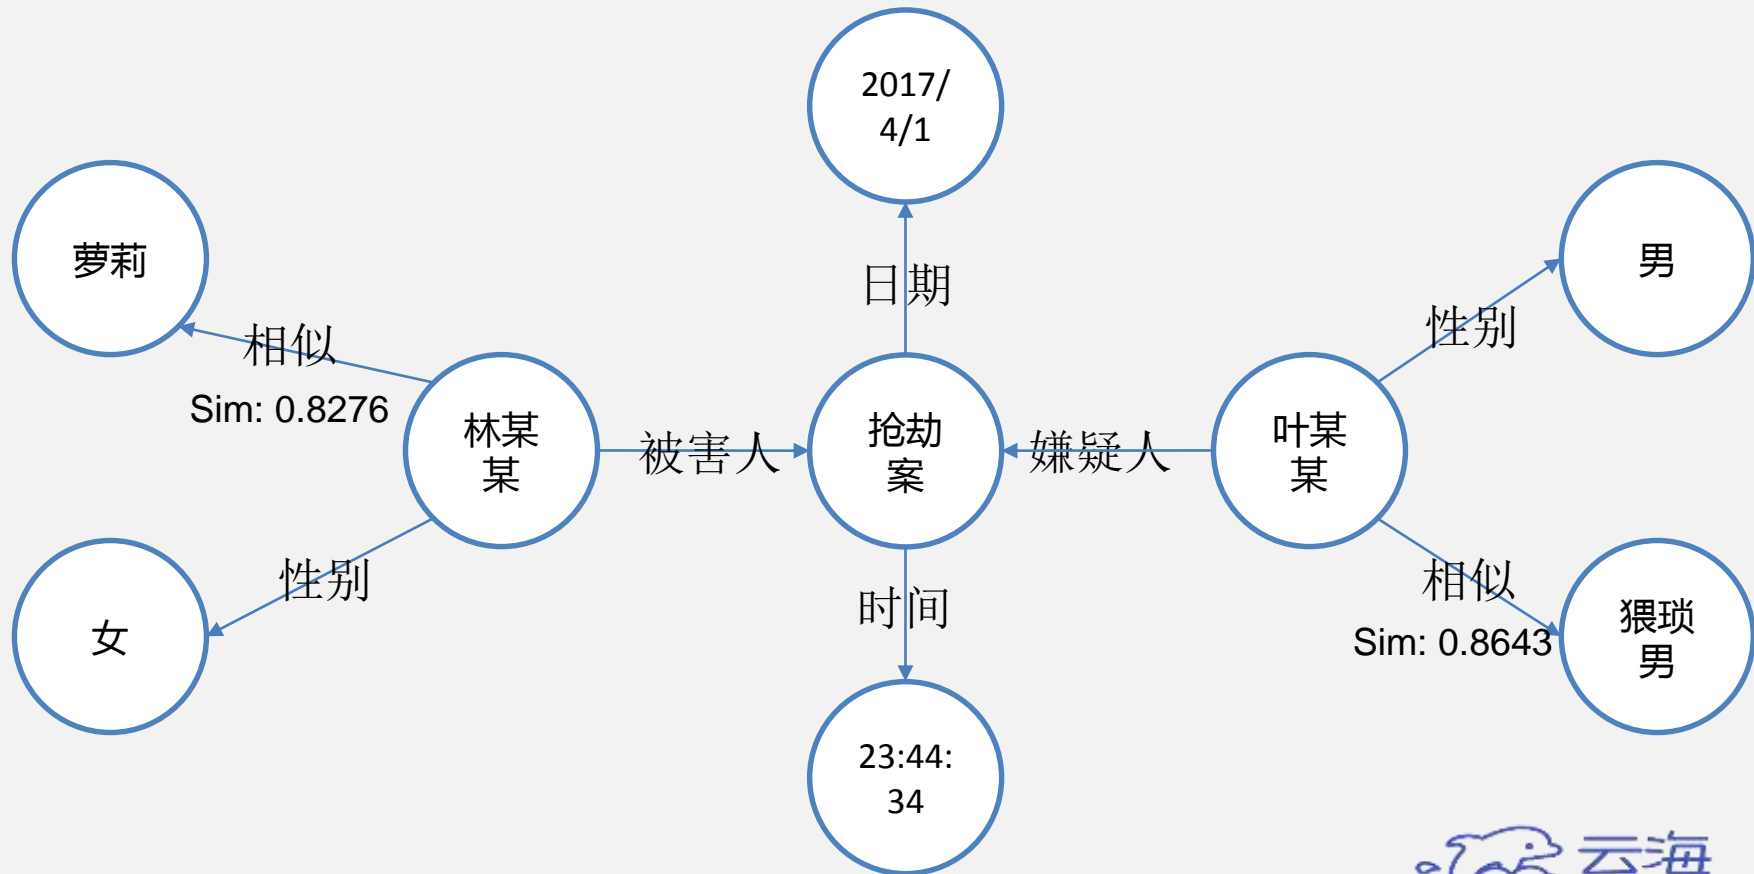 2017/
4/1
萝莉
男
日期
性别
相似
Sim: 0.8276
林某
某
被害人
抢劫
案
嫌疑人
叶某
某
性别
时间
相似
女
Sim: 0.8643
猥琐
男
23:44:
34
云海